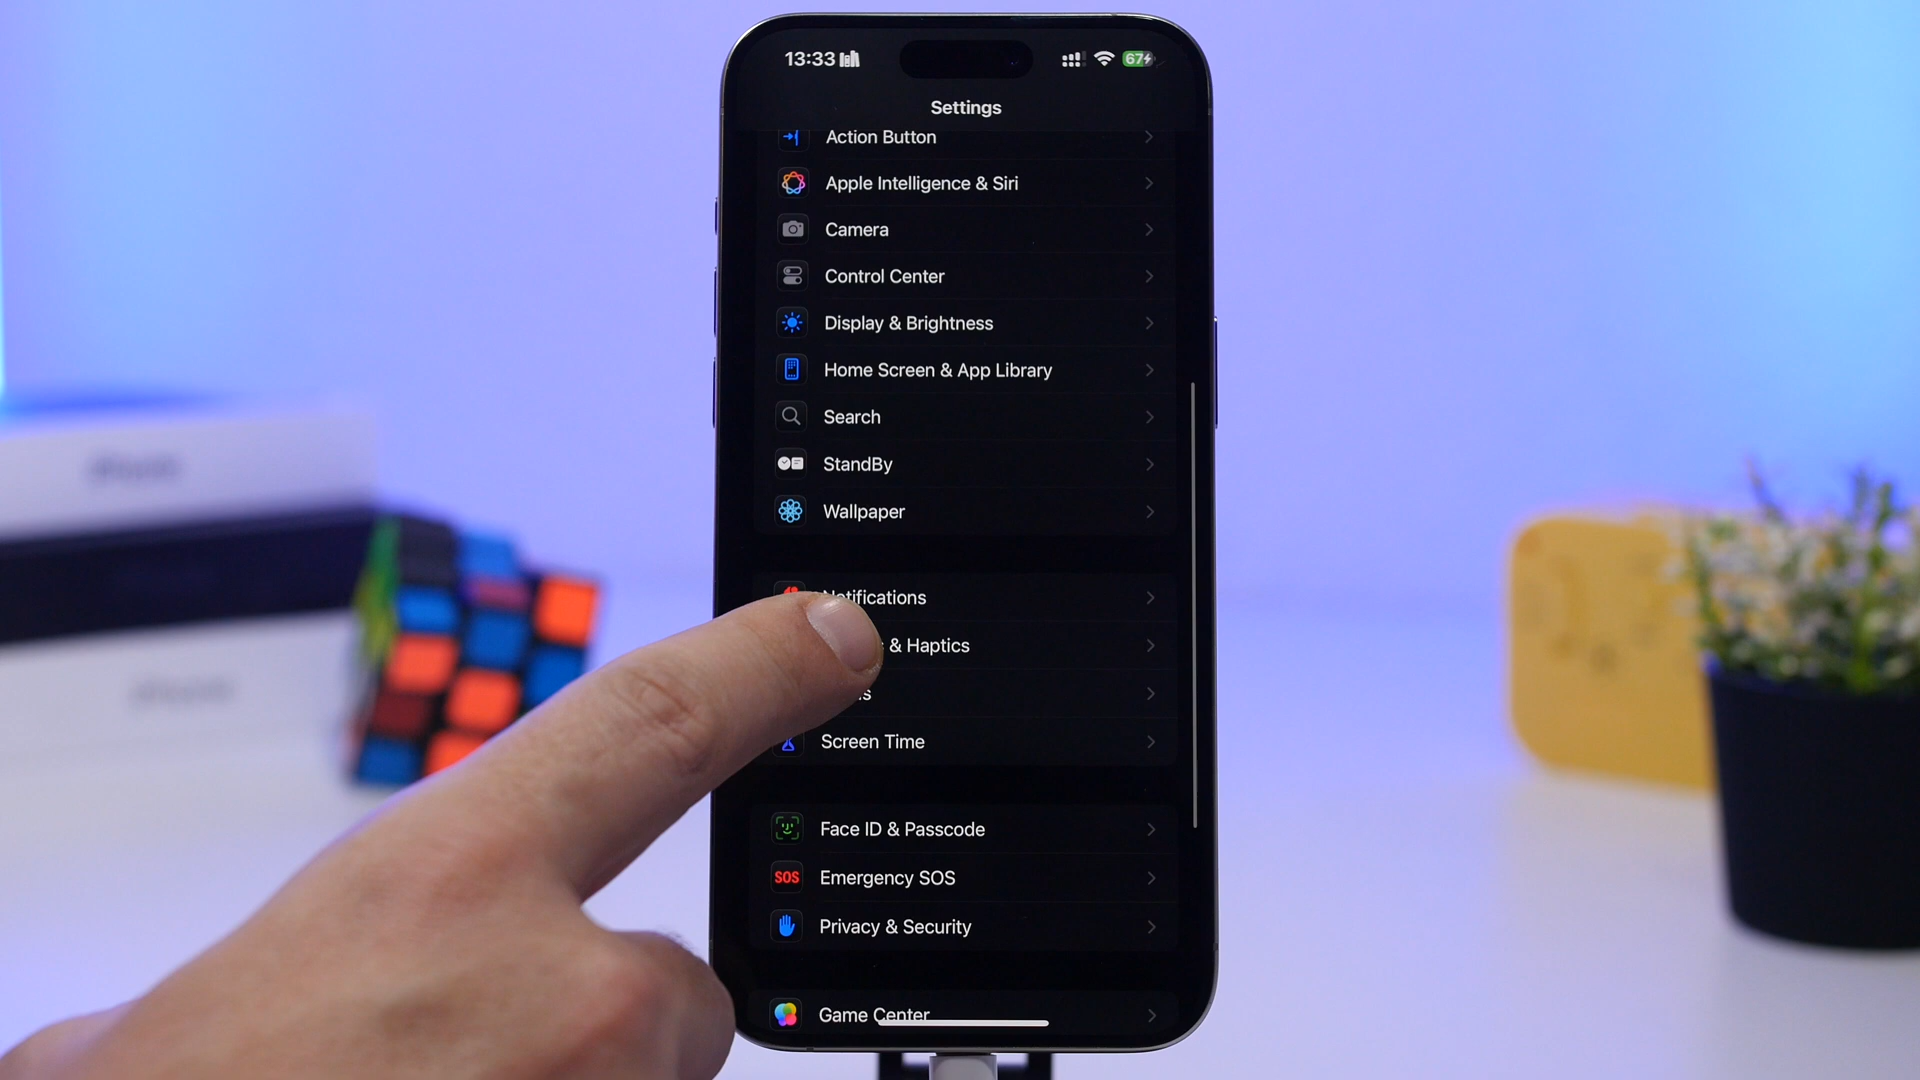 13:33
67
Settings
Action Button
Apple Intelligence & Siri
Camera
Control Center
Display & Brightness
Home Screen & App Library
Search
StandBy
Wallpaper
Notifications
& Haptics
Screen Time
Face ID & Passcode
SOS Emergency SOS
Privacy & Security
Game Center